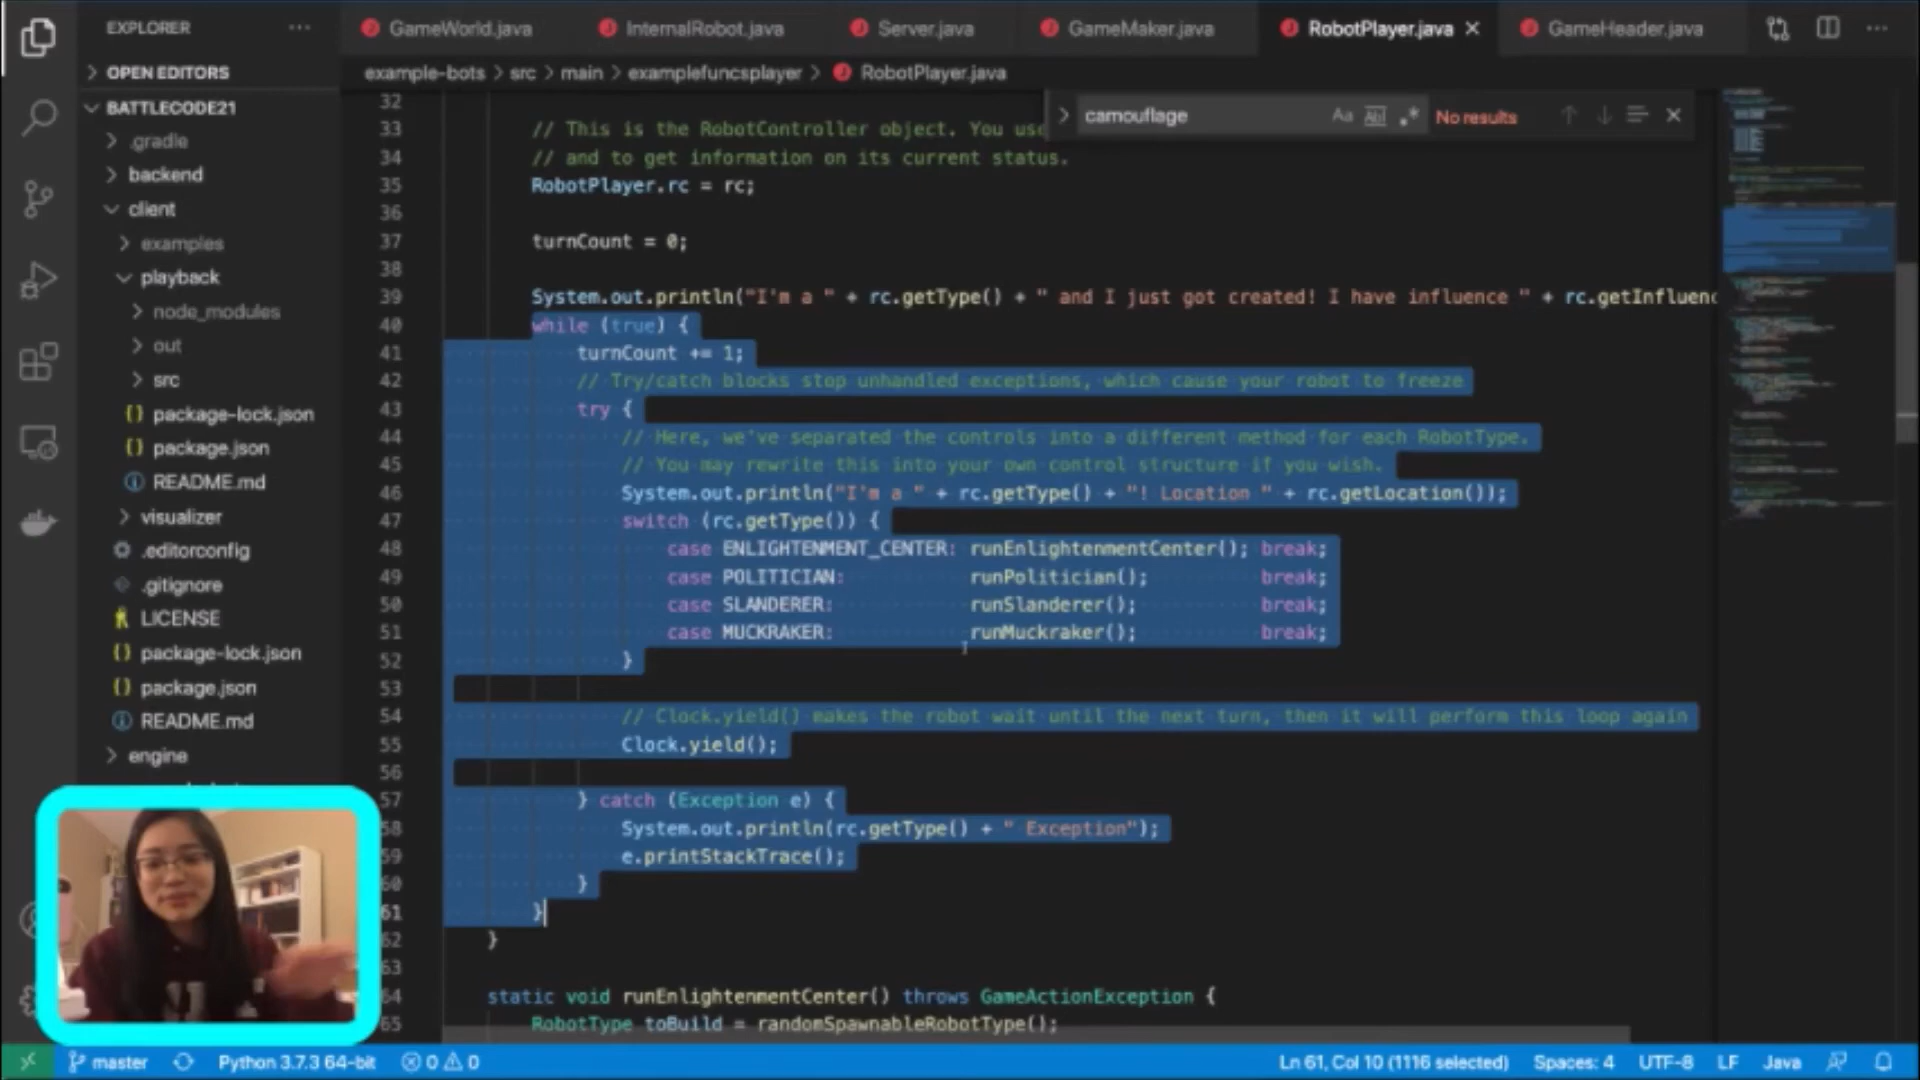 EXPLORER
GameWorld.java
InternalRobot.java
Server.java
GameMaker.java
RobotPlayer.java
GameHeader.java
OPEN EDITORS
example-bots > src > main > examplefuncsplayer > RobotPlayer.java
BATTLECODE21
.gradle
backend
client
examples
playback
node_modules
out
src
package-lock.json
package.json
README.md
visualizer
.editorconfig
.gitignore
LICENSE
package-lock.json
package.json
README.md
engine
camouflage
Aa
No results
32
33 // This is the RobotController object. You use
34 // and to get information on its current status.
35 RobotPlayer.rc = rc;
36
37 turnCount = 0;
38
39 System.out.println("I'm a " + rc.getType() + " and I just got created! I have influence " + rc.getInfluenc
40 while (true) {
41 turnCount += 1;
42 // Try/catch blocks stop unhandled exceptions, which cause your robot to freeze
43 try {
44 // Here, we've separated the controls into a different method for each RobotType.
45 // You may rewrite this into your own control structure if you wish.
46 System.out.println("I'm a " + rc.getType() + "! Location " + rc.getLocation());
47 switch (rc.getType()) {
48 case ENLIGHTENMENT_CENTER: runEnlightenmentCenter(); break;
49 case POLITICIAN: runPolitician(); break;
50 case SLANDERER: runSlanderer(); break;
51 case MUCKRAKER: runMuckraker(); break;
52 }
53
54 // Clock.yield() makes the robot wait until the next turn, then it will perform this loop again
55 Clock.yield();
56
57 } catch (Exception e) {
58 System.out.println(rc.getType() + " Exception");
59 e.printStackTrace();
60 }
61 }
62 }
63
64 static void runEnlightenmentCenter() throws GameActionException {
65 RobotType toBuild = randomSpawnableRobotType();
master
Python 3.7.3 64-bit
0 0
Ln 61, Col 10 (1116 selected)
Spaces: 4
UTF-8
LF
Java